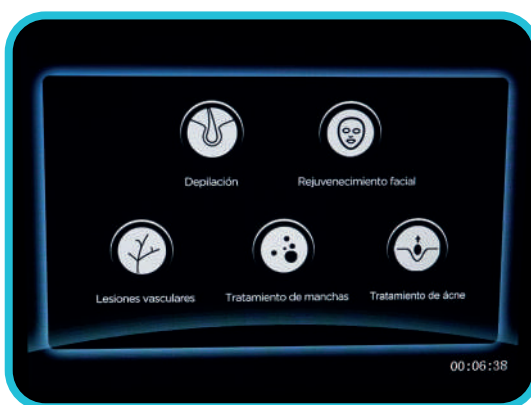 Depilación
Rejuvenecimiento facial
Lesiones vasculares
Tratamiento de manchas
Tratamiento de ácne
00:06:38